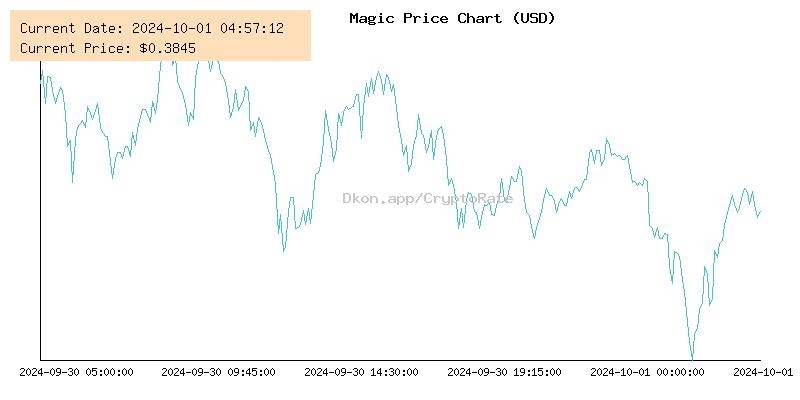 Magic Price Chart (USD)
Current Date: 2024-10-01 04:57:12
Current Price: $0.3845
Dkon.app/CryptoRate
2024-09-30 05:00:00 2024-09-30 09:45:00 2024-09-30 14:30:00 2024-09-30 19:15:00 2024-10-01 00:00:00 2024-10-01